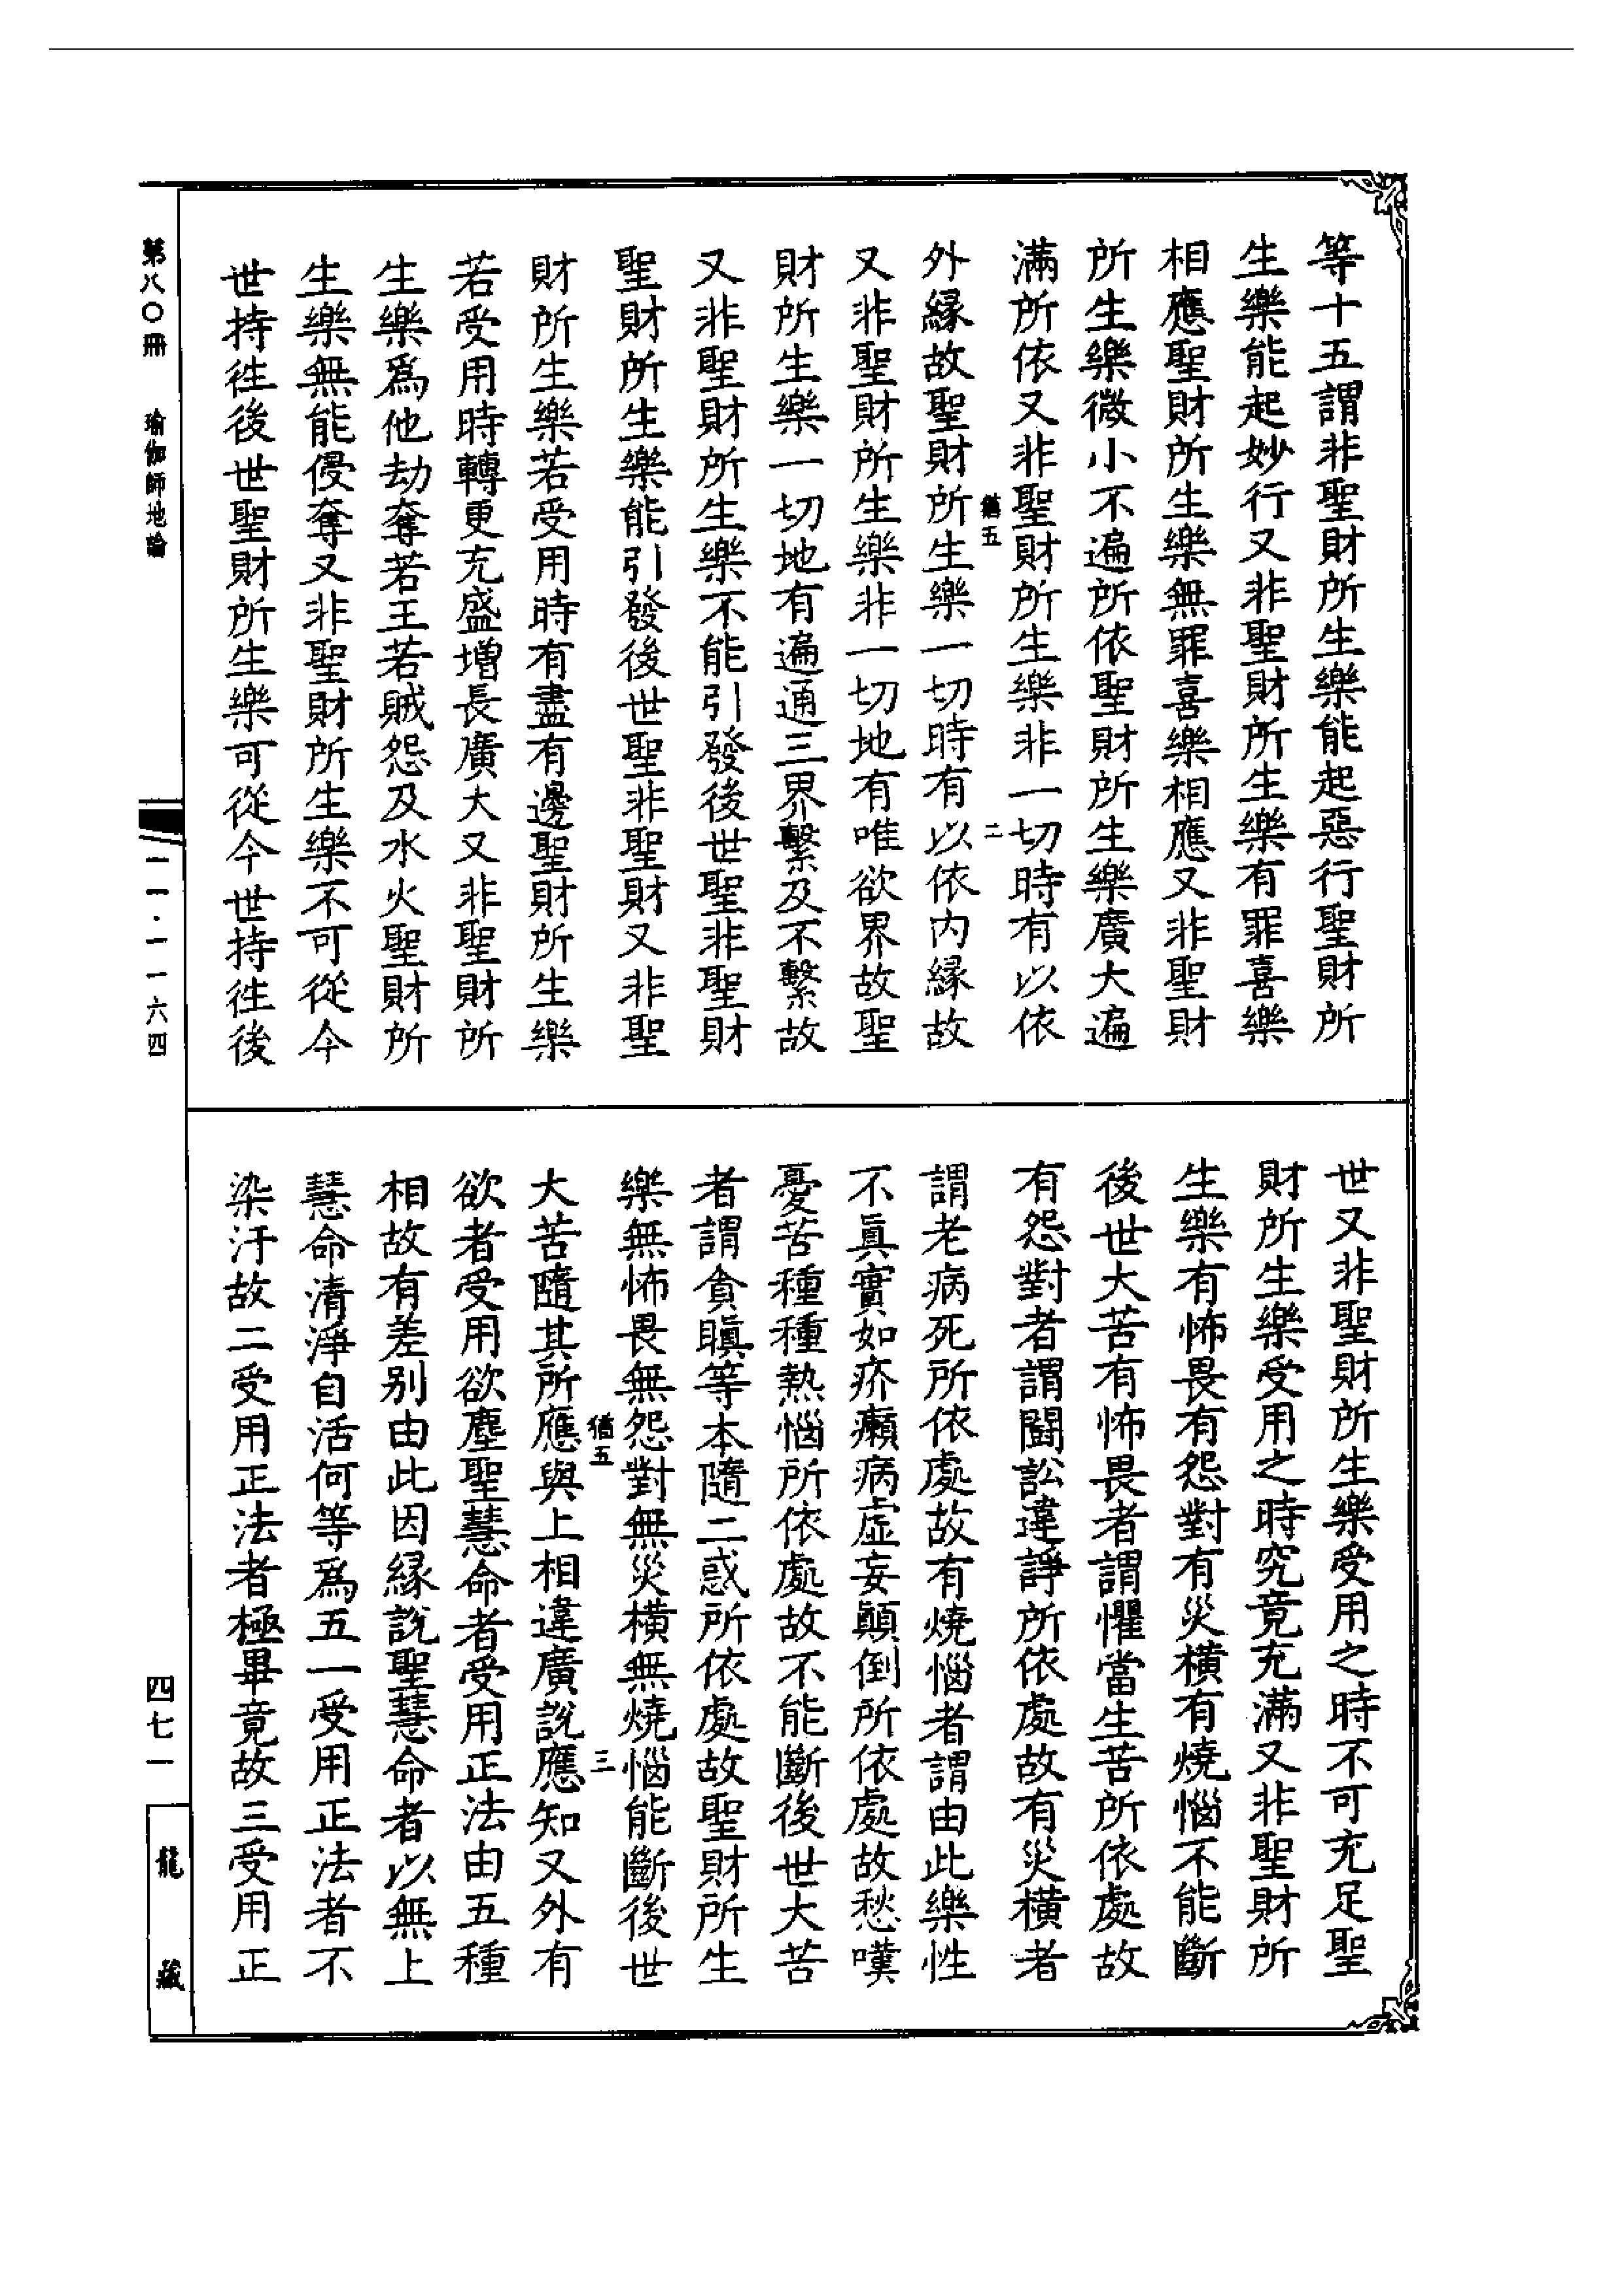 等十五謂非聖財所生樂能起惡行聖財所
生樂能起妙行又非聖財所生樂有罪喜樂
相應聖財所生樂無罪喜樂相應又非聖財
所生樂微小不遍所依聖財所生樂廣大遍
滿所依又非聖財所生樂非一切時有以依
猶五 二
外緣故聖財所生樂一切時有以依内緣故
又非聖財所生樂非一切地有唯欲界故聖
財所生樂一切地有遍通三界繫及不繫故
又非聖財所生樂不能引發後世聖非聖財
聖財所生樂能引發後世聖非聖財又非聖
財所生樂若受用時有盡有邊聖財所生樂
若受用時轉更充盛增長廣大又非聖財所
生樂爲他劫奪若王若賊怨及水火聖財所
生樂無能侵奪又非聖財所生樂不可從今
世持徃後世聖財所生樂可從今世持徃後
世又非聖財所生樂受用之時不可充足聖
財所生樂受用之時究竟充滿又非聖財所
生樂有怖畏有怨對有災橫有燒惱不能斷
後世大苦有怖畏者謂懼當生苦所依處故
有怨對者謂鬬訟違諍所依處故有災橫者
謂老病死所依處故有燒惱者謂由此樂性
不眞實如疥癩病虛妄顚倒所依處故愁嘆
憂苦種種熱惱所依處故不能斷後世大苦
者謂貪瞋等本隨二惑所依處故聖財所生
樂無怖畏無怨對無災橫無燒惱能斷後世
猶五 三
大苦隨其所應與上相違廣說應知又外有
欲者受用欲塵聖慧命者受用正法由五種
相故有差别由此因緣說聖慧命者以無上
慧命清淨自活何等爲五一受用正法者不
染汙故二受用正法者極畢竟故三受用正
第八〇冊 瑜伽師地論
一一·一一六四
四七一
龍藏